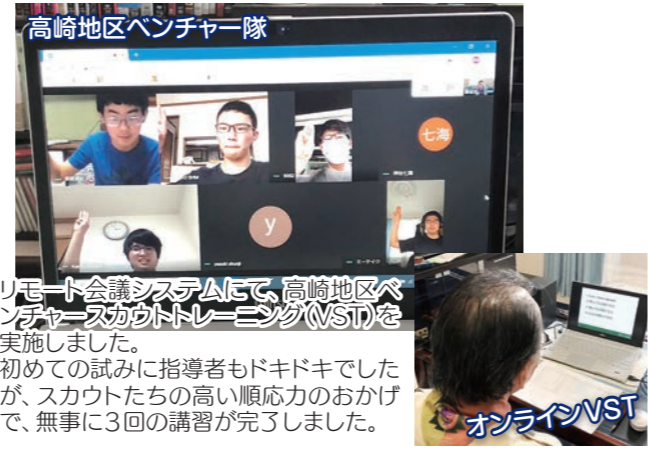 高崎地区ベンチャー隊
七海
y
リモート会議システムにて、高崎地区ベ
ンチャースカウトトレーニング(VST)を
実施しました。
初めての試みに指導者もドキドキでした
が、スカウトたちの高い順応力のおかげ
で、無事に3回の講習が完了しました。
オンラインVST